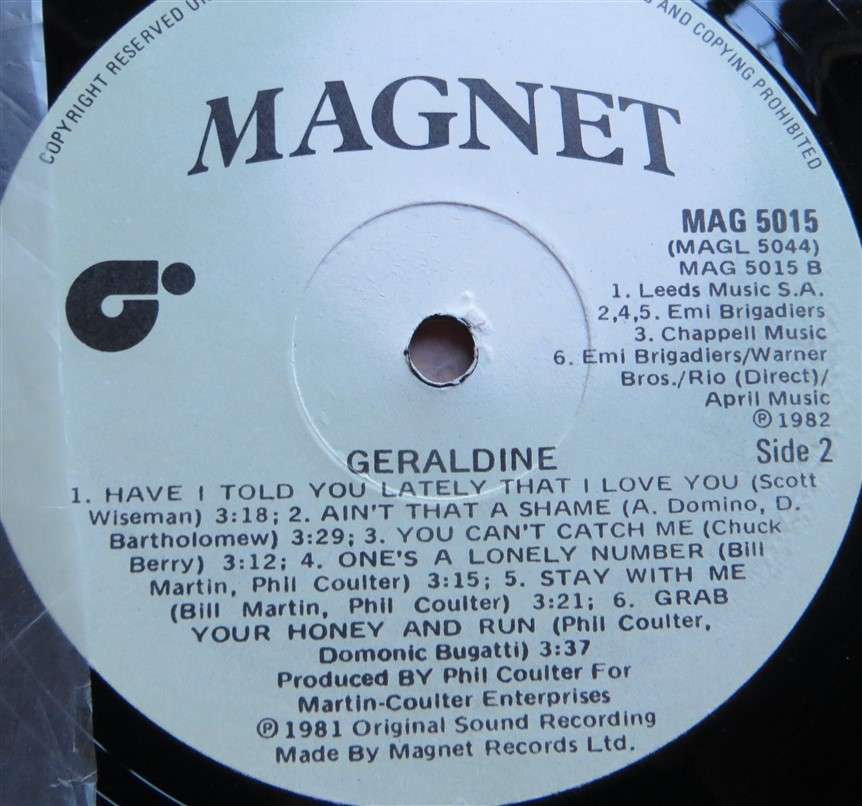 COPYRIGHT RESERVED
AND COPYING PROHIBITED
MAGNET
MAG 5015
(MAGL 5044)
MAG 5015 B
1. Leeds Music S.A.
2,4,5. Emi Brigadiers
3. Chappell Music
6. Emi Brigadiers/Warner
Bros./Rio (Direct)/
April Music
℗ 1982
Side 2
GERALDINE
1. HAVE I TOLD YOU LATELY THAT I LOVE YOU (Scott
Wiseman) 3:18; 2. AIN'T THAT A SHAME (A. Domino, D.
Bartholomew) 3:29; 3. YOU CAN'T CATCH ME (Chuck
Berry) 3:12; 4. ONE'S A LONELY NUMBER (Bill
Martin, Phil Coulter) 3:15; 5. STAY WITH ME
(Bill Martin, Phil Coulter) 3:21; 6. GRAB
YOUR HONEY AND RUN (Phil Coulter,
Domonic Bugatti) 3:37
Produced BY Phil Coulter For
Martin-Coulter Enterprises
℗ 1981 Original Sound Recording
Made By Magnet Records Ltd.